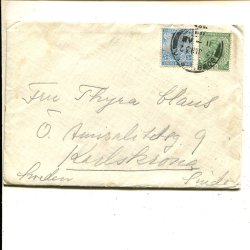 Fru Thyra Claus
Ö. Amiralitetsg. 9
Karlskrona
Sweden